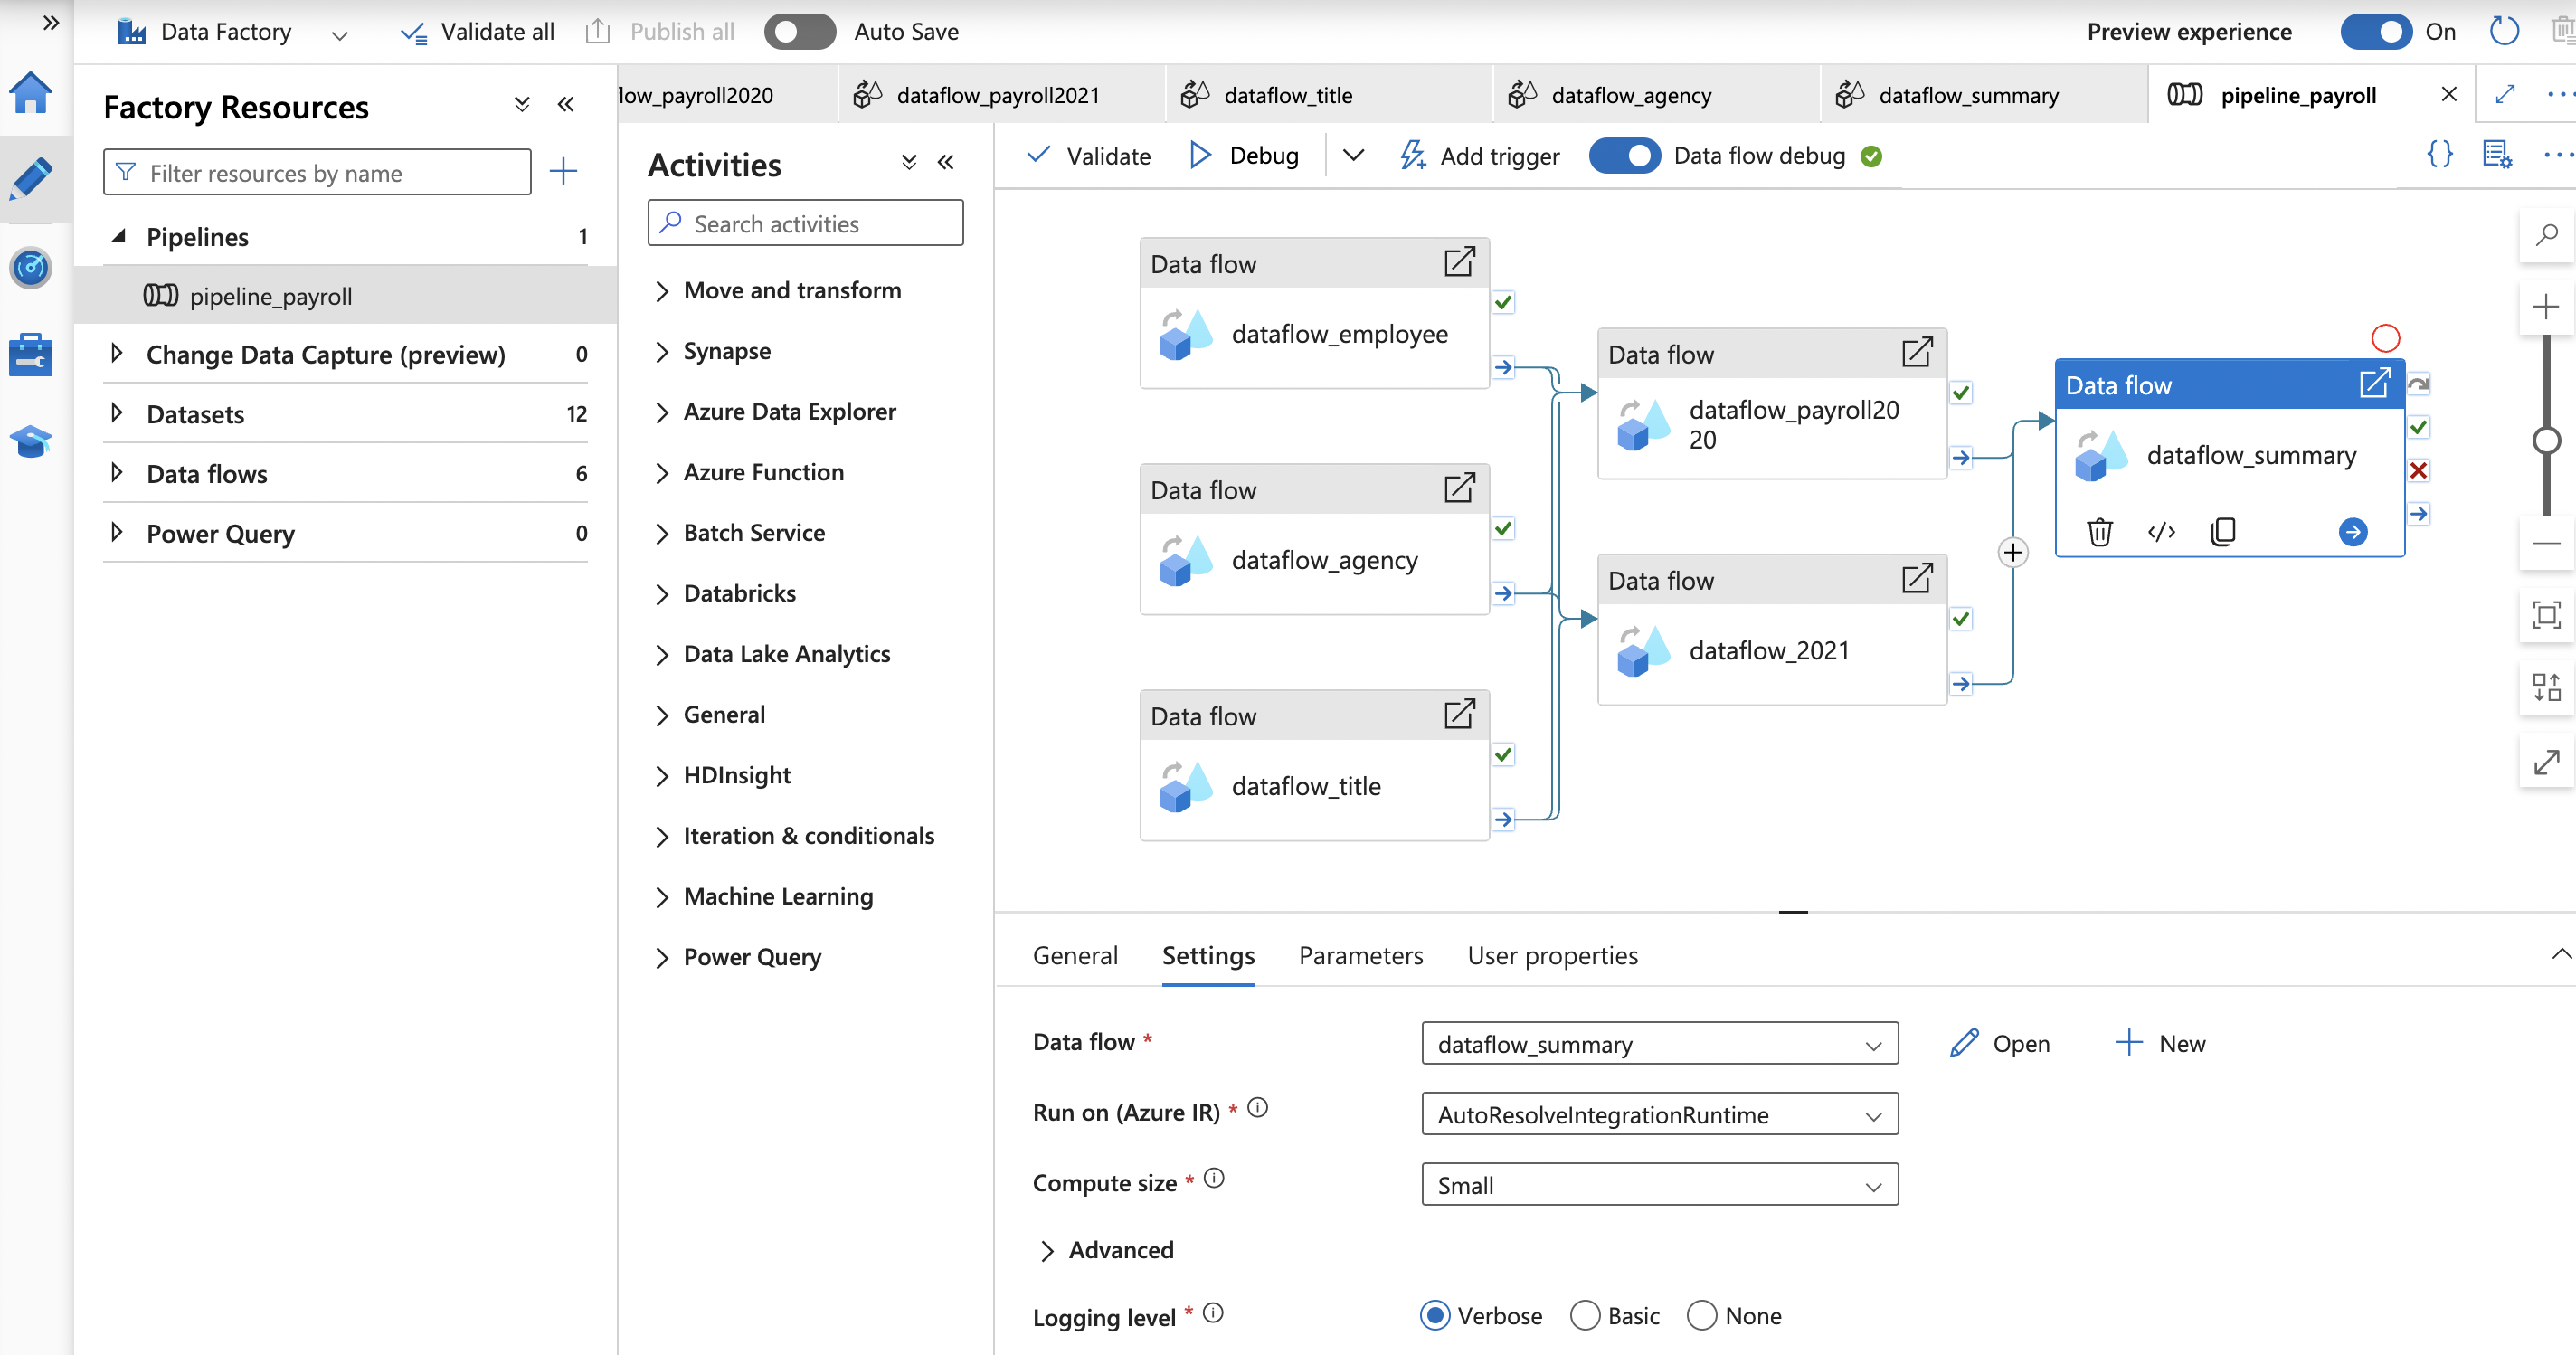 Data Factory
Validate all
Publish all
Auto Save
Preview experience
On
Factory Resources
Filter resources by name
Pipelines 1
pipeline_payroll
Change Data Capture (preview) 0
Datasets 12
Data flows 6
Power Query 0
low_payroll2020
dataflow_payroll2021
dataflow_title
dataflow_agency
dataflow_summary
pipeline_payroll
Activities
Search activities
Move and transform
Synapse
Azure Data Explorer
Azure Function
Batch Service
Databricks
Data Lake Analytics
General
HDInsight
Iteration & conditionals
Machine Learning
Power Query
Validate
Debug
Add trigger
Data flow debug
Data flow
dataflow_employee
Data flow
dataflow_agency
Data flow
dataflow_title
Data flow
dataflow_payroll20
20
Data flow
dataflow_2021
Data flow
dataflow_summary
General
Settings
Parameters
User properties
Data flow *
dataflow_summary
Open
New
Run on (Azure IR) *
AutoResolveIntegrationRuntime
Compute size *
Small
Advanced
Logging level *
Verbose
Basic
None